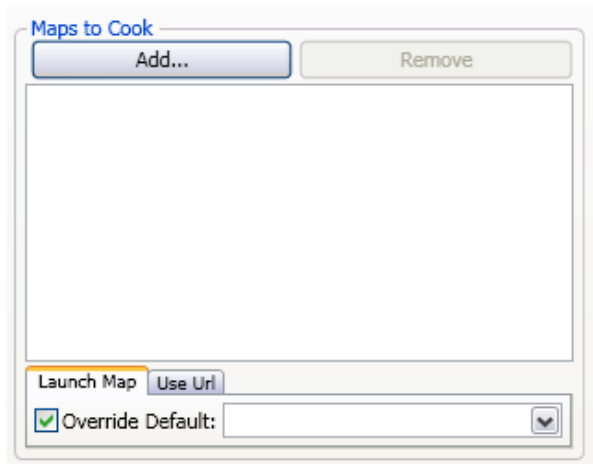 Maps to Cook
Add... Remove
Launch Map Use Url
Override Default: